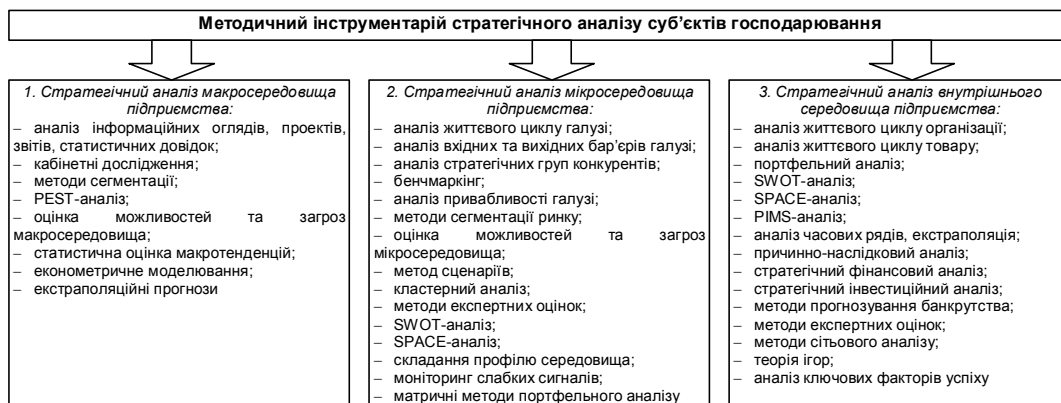 Методичний інструментарій стратегічного аналізу суб’єктів господарювання
1. Стратегічний аналіз макросередовища
підприємства:
– аналіз інформаційних оглядів, проектів,
звітів, статистичних довідок;
– кабінетні дослідження;
– методи сегментації;
– PEST-аналіз;
– оцінка можливостей та загроз
макросередовища;
– статистична оцінка макротенденцій;
– економетричне моделювання;
– екстраполяційні прогнози
2. Стратегічний аналіз мікросередовища
підприємства:
– аналіз життєвого циклу галузі;
– аналіз вхідних та вихідних бар’єрів галузі;
– аналіз стратегічних груп конкурентів;
– бенчмаркінг;
– аналіз привабливості галузі;
– методи сегментації ринку;
– оцінка можливостей та загроз
мікросередовища;
– метод сценаріїв;
– кластерний аналіз;
– методи експертних оцінок;
– SWOT-аналіз;
– SPACE-аналіз;
– складання профілю середовища;
– моніторинг слабких сигналів;
– матричні методи портфельного аналізу
3. Стратегічний аналіз внутрішнього
середовища підприємства:
– аналіз життєвого циклу організації;
– аналіз життєвого циклу товару;
– портфельний аналіз;
– SWOT-аналіз;
– SPACE-аналіз;
– PIMS-аналіз;
– аналіз часових рядів, екстраполяція;
– причинно-наслідковий аналіз;
– стратегічний фінансовий аналіз;
– стратегічний інвестиційний аналіз;
– методи прогнозування банкрутства;
– методи експертних оцінок;
– методи сітьового аналізу;
– теорія ігор;
– аналіз ключових факторів успіху